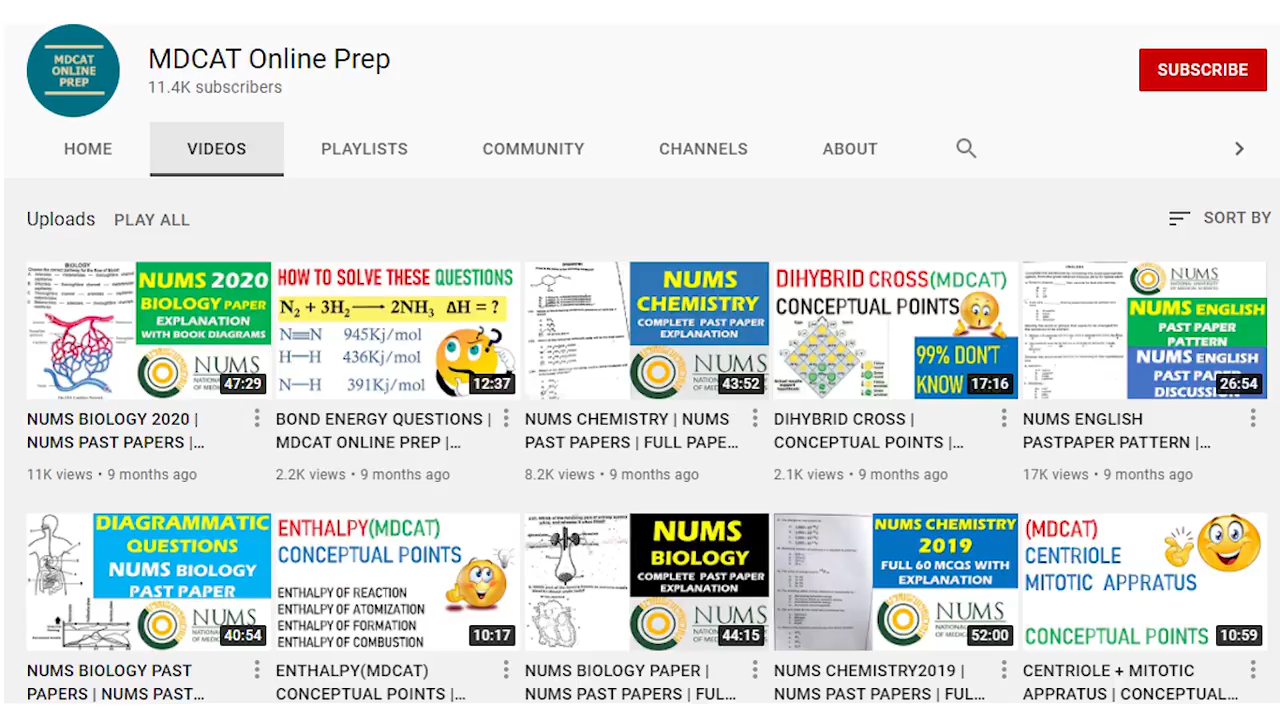 MDCAT
ONLINE
PREP
MDCAT Online Prep
11.4K subscribers
SUBSCRIBE
HOME
VIDEOS
PLAYLISTS
COMMUNITY
CHANNELS
ABOUT
Uploads
PLAY ALL
SORT BY
BIOLOGY
NUMS 2020
BIOLOGY PAPER
EXPLANATION
WITH BOOK DIAGRAMS
NUMS
47:29
NUMS BIOLOGY 2020 |
NUMS PAST PAPERS |...
11K views • 9 months ago
HOW TO SOLVE THESE QUESTIONS
N₂ + 3H₂ ⟶ 2NH₃ ΔH = ?
N≡N 945Kj/mol
H—H 436Kj/mol
N—H 391Kj/mol
12:37
BOND ENERGY QUESTIONS |
MDCAT ONLINE PREP |...
2.2K views • 9 months ago
NUMS
CHEMISTRY
COMPLETE PAST PAPER
EXPLANATION
NUMS
43:52
NUMS CHEMISTRY | NUMS
PAST PAPERS | FULL PAPE...
8.2K views • 9 months ago
DIHYBRID CROSS(MDCAT)
CONCEPTUAL POINTS
99% DON'T
KNOW
17:16
DIHYBRID CROSS |
CONCEPTUAL POINTS |...
2.1K views • 9 months ago
NUMS
NUMS ENGLISH
PAST PAPER
PATTERN
NUMS ENGLISH
PAST PAPER
DISCUSSION
26:54
NUMS ENGLISH
PASTPAPER PATTERN |...
17K views • 9 months ago
DIAGRAMMATIC
QUESTIONS
NUMS BIOLOGY
PAST PAPER
NUMS
40:54
NUMS BIOLOGY PAST
PAPERS | NUMS PAST...
ENTHALPY(MDCAT)
CONCEPTUAL POINTS
ENTHALPY OF REACTION
ENTHALPY OF ATOMIZATION
ENTHALPY OF FORMATION
ENTHALPY OF COMBUSTION
10:17
ENTHALPY(MDCAT)
CONCEPTUAL POINTS |...
NUMS
BIOLOGY
COMPLETE PAST PAPER
EXPLANATION
NUMS
44:15
NUMS BIOLOGY PAPER |
NUMS PAST PAPERS | FUL...
NUMS CHEMISTRY
2019
FULL 60 MCQS WITH
EXPLANATION
NUMS
52:00
NUMS CHEMISTRY2019 |
NUMS PAST PAPERS | FUL...
(MDCAT)
CENTRIOLE
MITOTIC APPRATUS
CONCEPTUAL POINTS
10:59
CENTRIOLE + MITOTIC
APPRATUS | CONCEPTUAL...